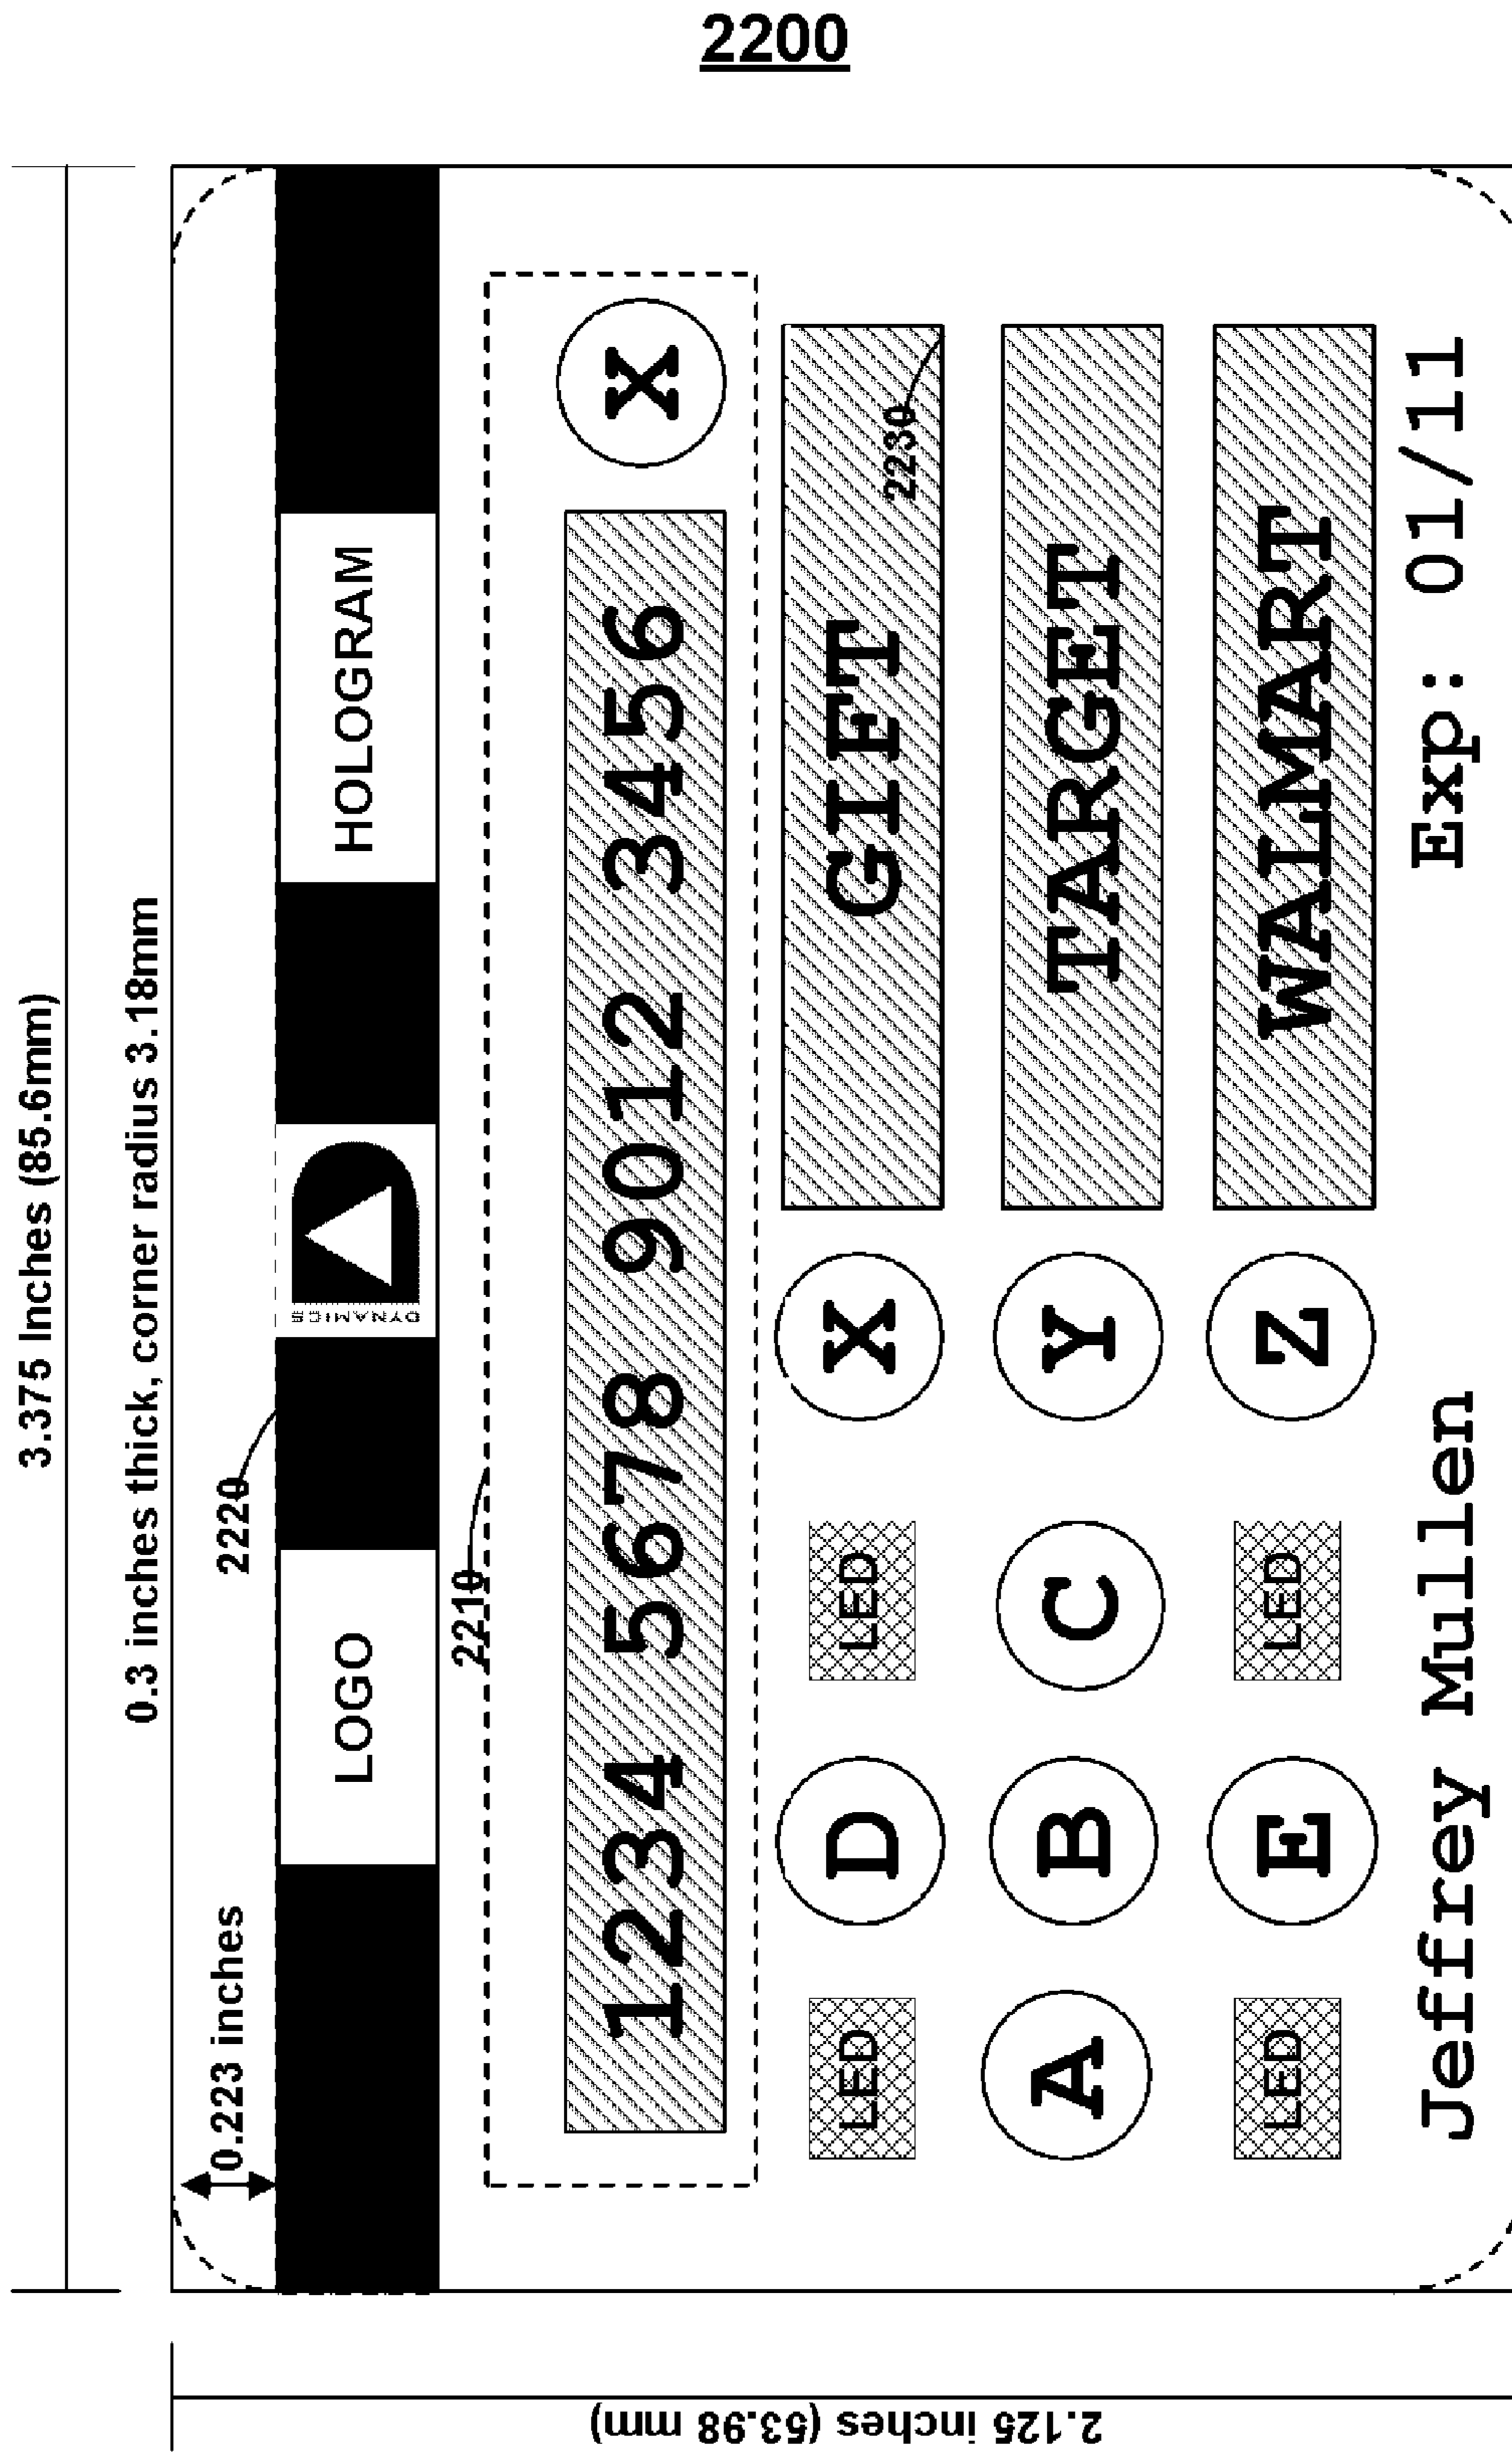 2200
3.375 Inches (85.6mm)
0.3 inches thick, corner radius 3.18mm
0.223 inches
2220
LOGO
DYNAMICS
HOLOGRAM
2210
1234 5678 9012 3456 X
LED D LED X GIFT
2230
A B C Y TARGET
LED E LED Z WALMART
Jeffrey Mullen Exp: 01/11
2.125 inches (53.98 mm)